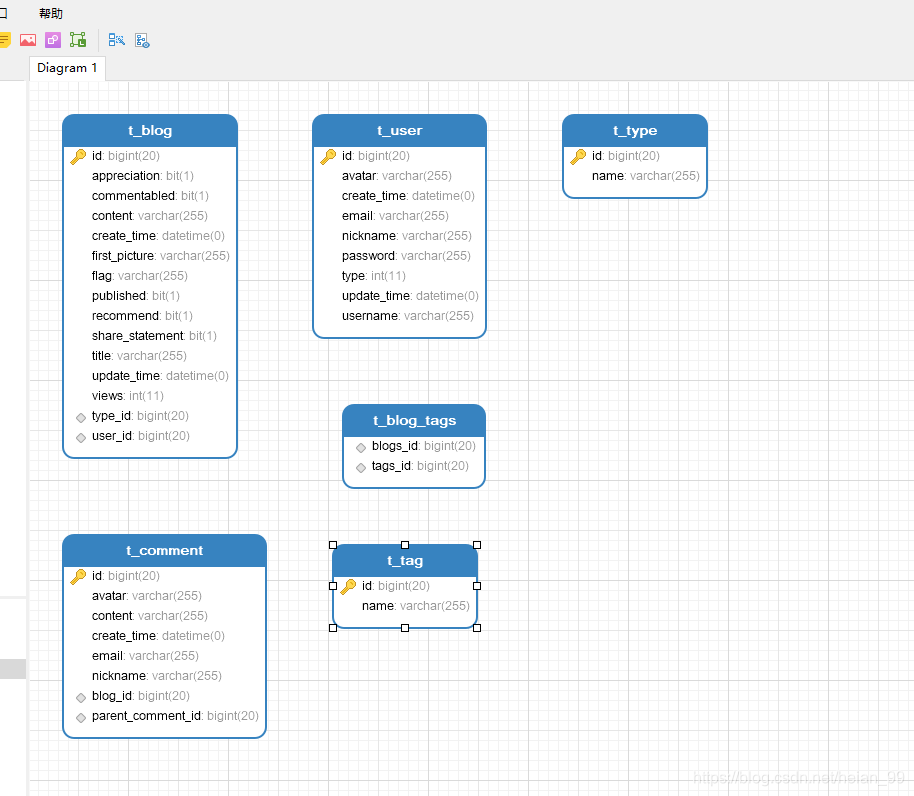 帮助
Diagram 1
t_blog
id: bigint(20)
appreciation: bit(1)
commentabled: bit(1)
content: varchar(255)
create_time: datetime(0)
first_picture: varchar(255)
flag: varchar(255)
published: bit(1)
recommend: bit(1)
share_statement: bit(1)
title: varchar(255)
update_time: datetime(0)
views: int(11)
type_id: bigint(20)
user_id: bigint(20)
t_user
id: bigint(20)
avatar: varchar(255)
create_time: datetime(0)
email: varchar(255)
nickname: varchar(255)
password: varchar(255)
type: int(11)
update_time: datetime(0)
username: varchar(255)
t_type
id: bigint(20)
name: varchar(255)
t_blog_tags
blogs_id: bigint(20)
tags_id: bigint(20)
t_comment
id: bigint(20)
avatar: varchar(255)
content: varchar(255)
create_time: datetime(0)
email: varchar(255)
nickname: varchar(255)
blog_id: bigint(20)
parent_comment_id: bigint(20)
t_tag
id: bigint(20)
name: varchar(255)